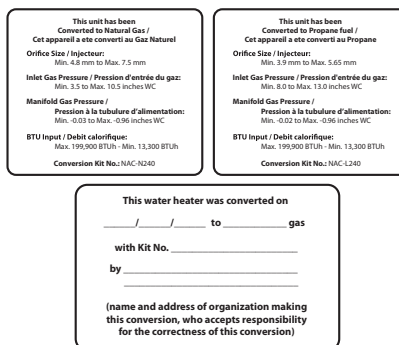 This unit has been
Converted to Natural Gas /
Cet appareil a ete converti au Gaz Naturel
Orifice Size / Injecteur:
Min. 4.8 mm to Max. 7.5 mm
Inlet Gas Pressure / Pression d'entrée du gaz:
Min. 3.5 to Max. 10.5 inches WC
Manifold Gas Pressure /
Pression à la tubulure d'alimentation:
Min. -0.03 to Max. -0.96 inches WC
BTU Input / Debit calorifique:
Max. 199,900 BTUh - Min. 13,300 BTUh
Conversion Kit No.: NAC-N240
This unit has been
Converted to Propane fuel /
Cet appareil a ete converti au Propane
Orifice Size / Injecteur:
Min. 3.9 mm to Max. 5.65 mm
Inlet Gas Pressure / Pression d'entrée du gaz:
Min. 8.0 to Max. 13.0 inches WC
Manifold Gas Pressure /
Pression à la tubulure d'alimentation:
Min. -0.02 to Max. -0.96 inches WC
BTU Input / Debit calorifique:
Max. 199,900 BTUh - Min. 13,300 BTUh
Conversion Kit No.: NAC-L240
This water heater was converted on
______/______/______ to ____________ gas
with Kit No. ________________________
by _________________________________
_________________________________
(name and address of organization making
this conversion, who accepts responsibility
for the correctness of this conversion)